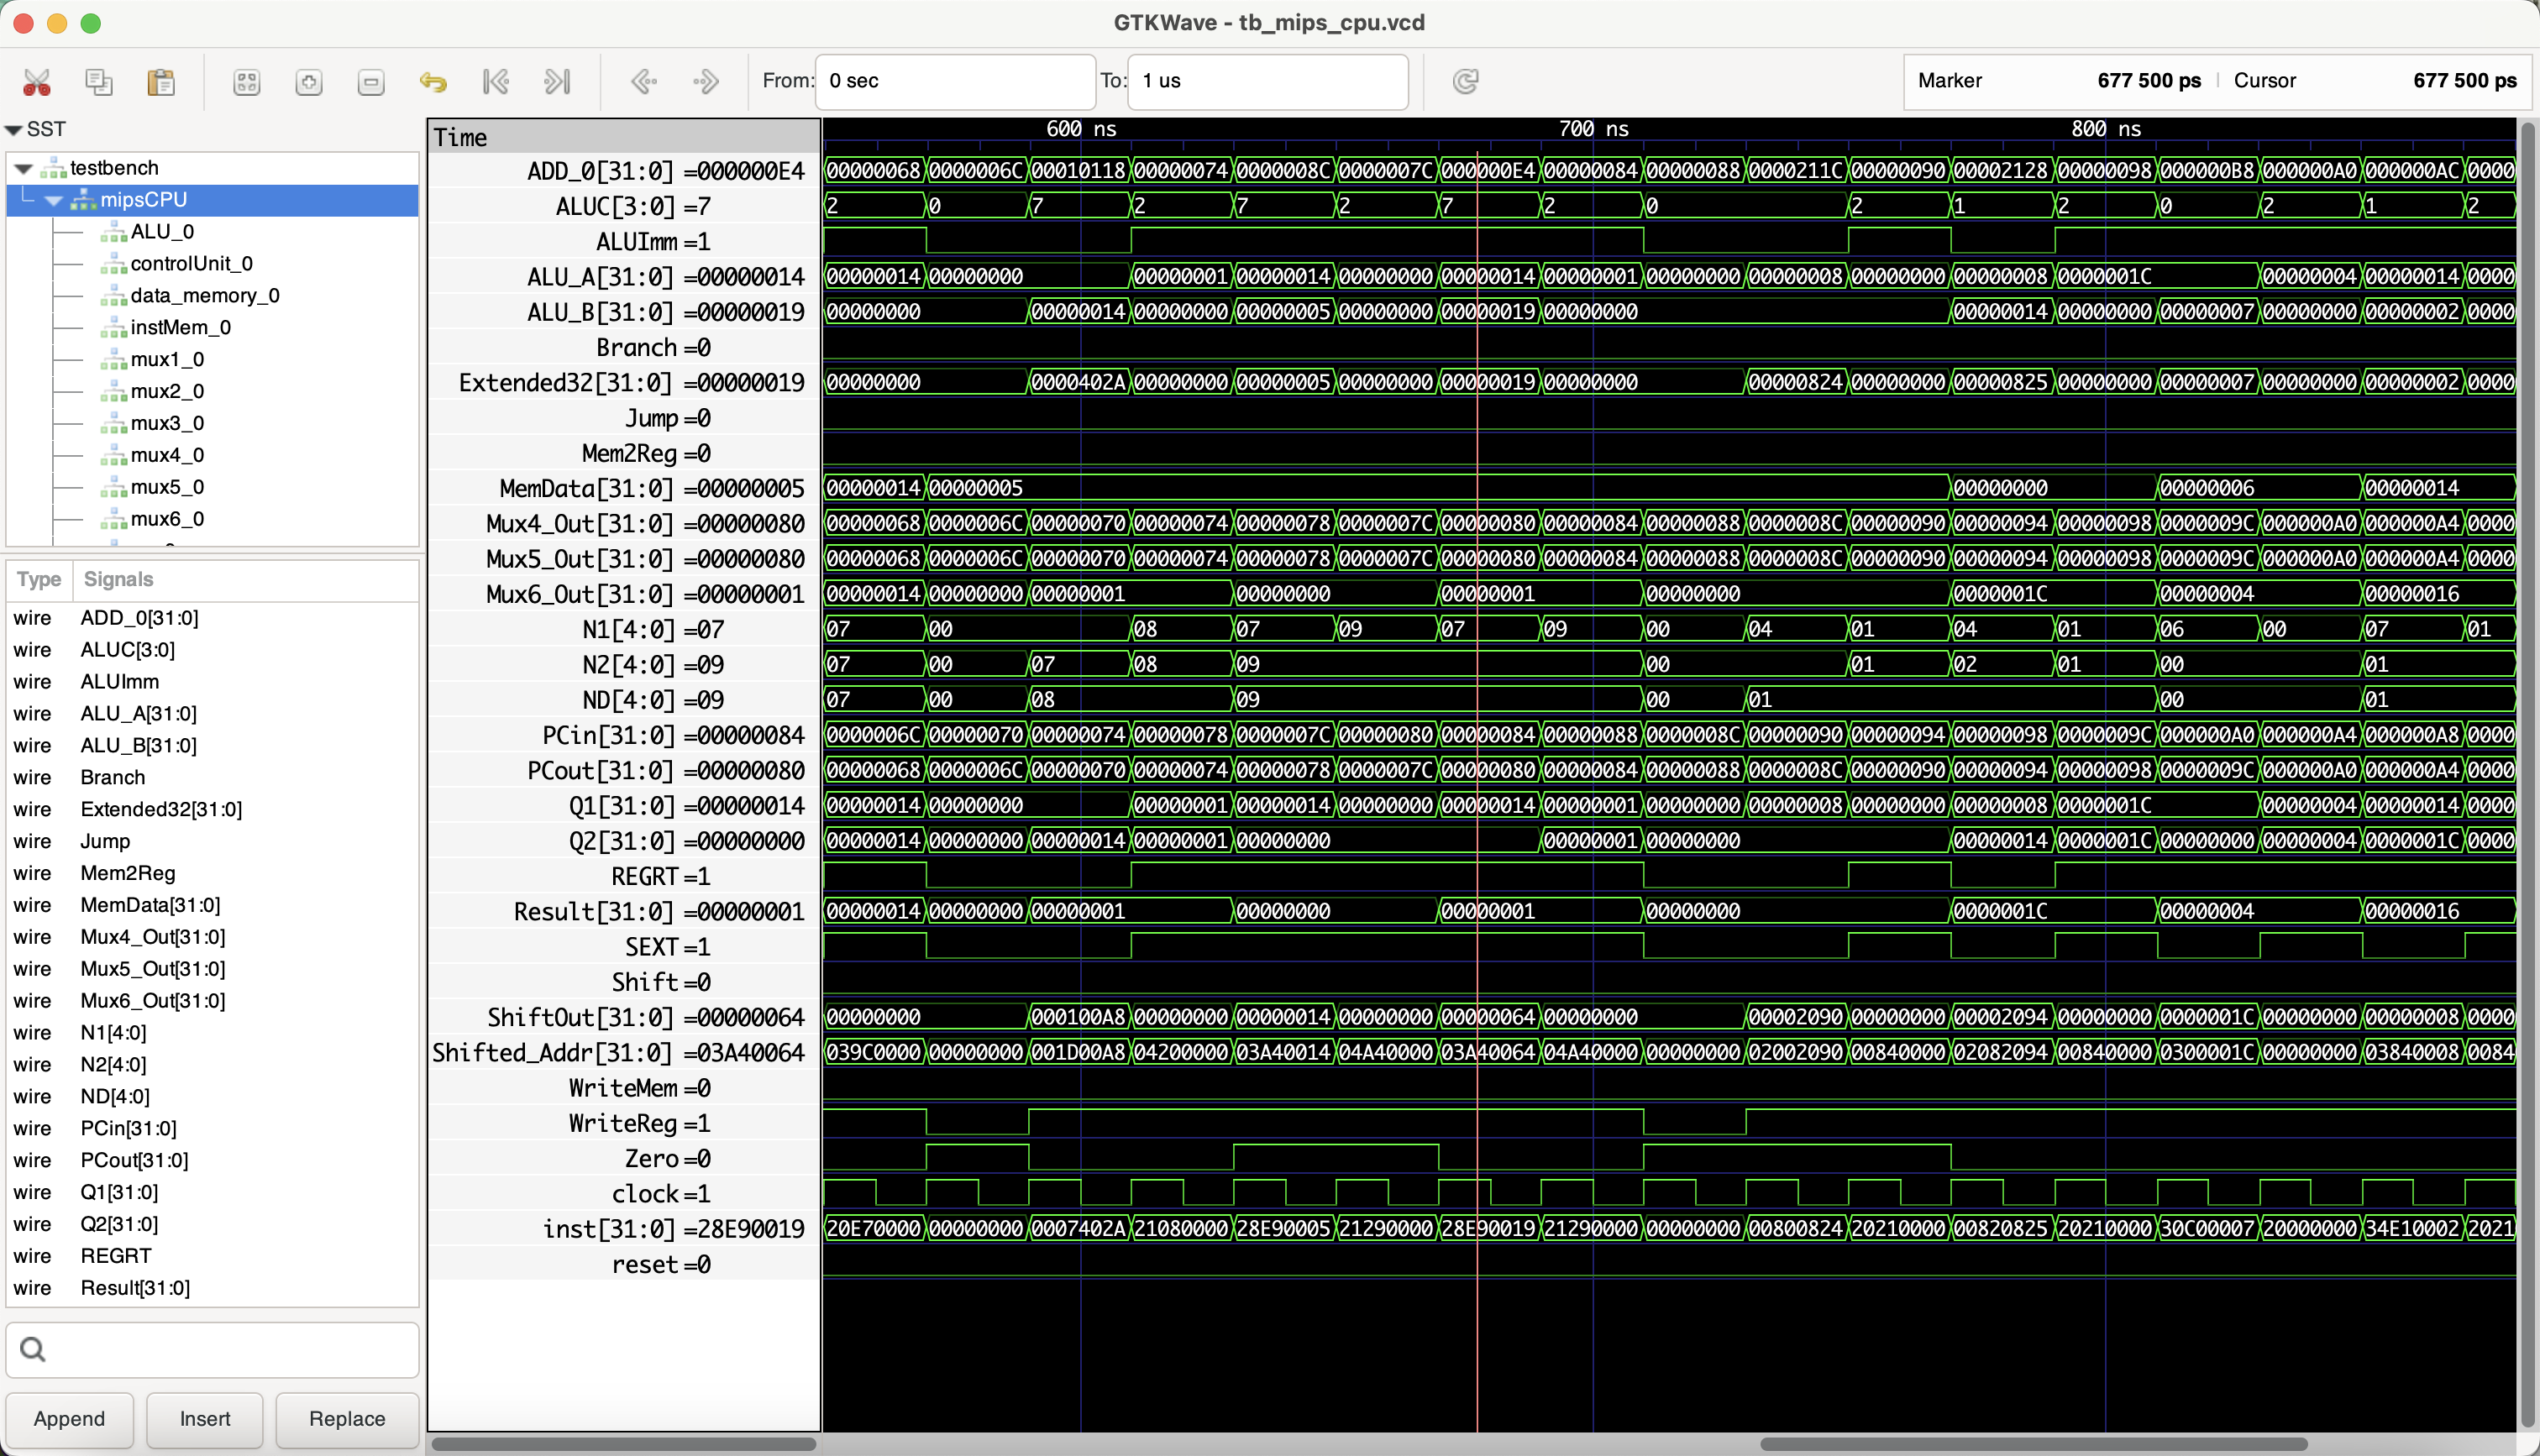 GTKWave - tb_mips_cpu.vcd
From: 0 sec To: 1 us Marker 677 500 ps | Cursor 677 500 ps
SST
testbench
mipsCPU
ALU_0
controlUnit_0
data_memory_0
instMem_0
mux1_0
mux2_0
mux3_0
mux4_0
mux5_0
mux6_0
Type Signals
wire ADD_0[31:0]
wire ALUC[3:0]
wire ALUImm
wire ALU_A[31:0]
wire ALU_B[31:0]
wire Branch
wire Extended32[31:0]
wire Jump
wire Mem2Reg
wire MemData[31:0]
wire Mux4_Out[31:0]
wire Mux5_Out[31:0]
wire Mux6_Out[31:0]
wire N1[4:0]
wire N2[4:0]
wire ND[4:0]
wire PCin[31:0]
wire PCout[31:0]
wire Q1[31:0]
wire Q2[31:0]
wire REGRT
wire Result[31:0]
Append Insert Replace
Time 600 ns 700 ns 800 ns
ADD_0[31:0] =000000E4 00000068 0000006C 00010118 00000074 0000008C 0000007C 000000E4 00000084 00000088 0000211C 00000090 00002128 00000098 000000B8 000000A0 000000AC 0000
ALUC[3:0] =7 2 0 7 2 7 2 7 2 0 2 1 2 0 2 1 2
ALUImm =1
ALU_A[31:0] =00000014 00000014 00000000 00000001 00000014 00000000 00000014 00000001 00000000 00000008 00000000 00000008 0000001C 00000004 00000014 0000
ALU_B[31:0] =00000019 00000000 00000014 00000000 00000005 00000000 00000019 00000000 00000014 00000000 00000007 00000000 00000002 0000
Branch =0
Extended32[31:0] =00000019 00000000 0000402A 00000000 00000005 00000000 00000019 00000000 00000824 00000000 00000825 00000000 00000007 00000000 00000002 0000
Jump =0
Mem2Reg =0
MemData[31:0] =00000005 00000014 00000005 00000000 00000006 00000014
Mux4_Out[31:0] =00000080 00000068 0000006C 00000070 00000074 00000078 0000007C 00000080 00000084 00000088 0000008C 00000090 00000094 00000098 0000009C 000000A0 000000A4 0000
Mux5_Out[31:0] =00000080 00000068 0000006C 00000070 00000074 00000078 0000007C 00000080 00000084 00000088 0000008C 00000090 00000094 00000098 0000009C 000000A0 000000A4 0000
Mux6_Out[31:0] =00000001 00000014 00000000 00000001 00000000 00000001 00000000 0000001C 00000004 00000016
N1[4:0] =07 07 00 08 07 09 07 09 00 04 01 04 01 06 00 07 01
N2[4:0] =09 07 00 07 08 09 00 01 02 01 00 01
ND[4:0] =09 07 00 08 09 00 01 00 01
PCin[31:0] =00000084 0000006C 00000070 00000074 00000078 0000007C 00000080 00000084 00000088 0000008C 00000090 00000094 00000098 0000009C 000000A0 000000A4 000000A8 0000
PCout[31:0] =00000080 00000068 0000006C 00000070 00000074 00000078 0000007C 00000080 00000084 00000088 0000008C 00000090 00000094 00000098 0000009C 000000A0 000000A4 0000
Q1[31:0] =00000014 00000014 00000000 00000001 00000014 00000000 00000014 00000001 00000000 00000008 00000000 00000008 0000001C 00000004 00000014 0000
Q2[31:0] =00000000 00000014 00000000 00000014 00000001 00000000 00000001 00000000 00000014 0000001C 00000000 00000004 0000001C 0000
REGRT =1
Result[31:0] =00000001 00000014 00000000 00000001 00000000 00000001 00000000 0000001C 00000004 00000016
SEXT =1
Shift =0
ShiftOut[31:0] =00000064 00000000 000100A8 00000000 00000014 00000000 00000064 00000000 00002090 00000000 00002094 00000000 0000001C 00000000 00000008 0000
Shifted_Addr[31:0] =03A40064 039C0000 00000000 001D00A8 04200000 03A40014 04A40000 03A40064 04A40000 00000000 02002090 00840000 02082094 00840000 0300001C 00000000 03840008 0084
WriteMem =0
WriteReg =1
Zero =0
clock =1
inst[31:0] =28E90019 20E70000 00000000 0007402A 21080000 28E90005 21290000 28E90019 21290000 00000000 00800824 20210000 00820825 20210000 30C00007 20000000 34E10002 2021
reset =0